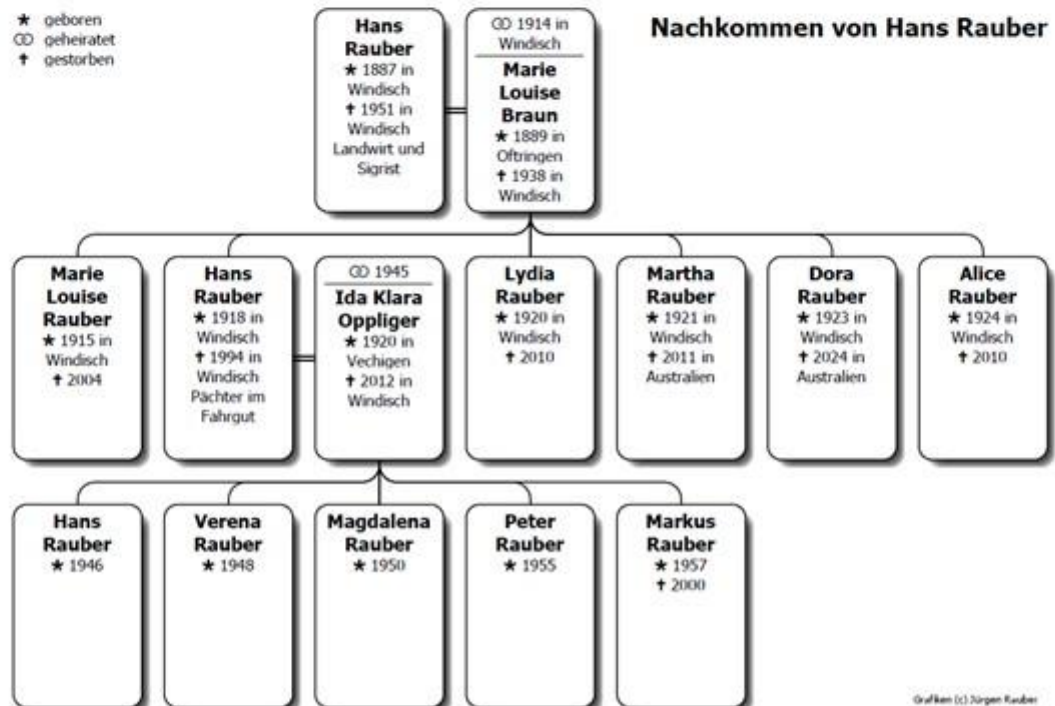 ★ geboren
⚭ geheiratet
✝ gestorben
Nachkommen von Hans Rauber
Hans
Rauber
★ 1887 in
Windisch
✝ 1951 in
Windisch
Landwirt und
Sigrist
⚭ 1914 in
Windisch
Marie
Louise
Braun
★ 1889 in
Oftringen
✝ 1938 in
Windisch
Marie
Louise
Rauber
★ 1915 in
Windisch
✝ 2004
Hans
Rauber
★ 1918 in
Windisch
✝ 1994 in
Windisch
Pächter im
Fahrgut
⚭ 1945
Ida Klara
Oppliger
★ 1920 in
Vechigen
✝ 2012 in
Windisch
Lydia
Rauber
★ 1920 in
Windisch
✝ 2010
Martha
Rauber
★ 1921 in
Windisch
✝ 2011 in
Australien
Dora
Rauber
★ 1923 in
Windisch
✝ 2024 in
Australien
Alice
Rauber
★ 1924 in
Windisch
✝ 2010
Hans
Rauber
★ 1946
Verena
Rauber
★ 1948
Magdalena
Rauber
★ 1950
Peter
Rauber
★ 1955
Markus
Rauber
★ 1957
✝ 2000
Grafiken (c) Jürgen Rauber